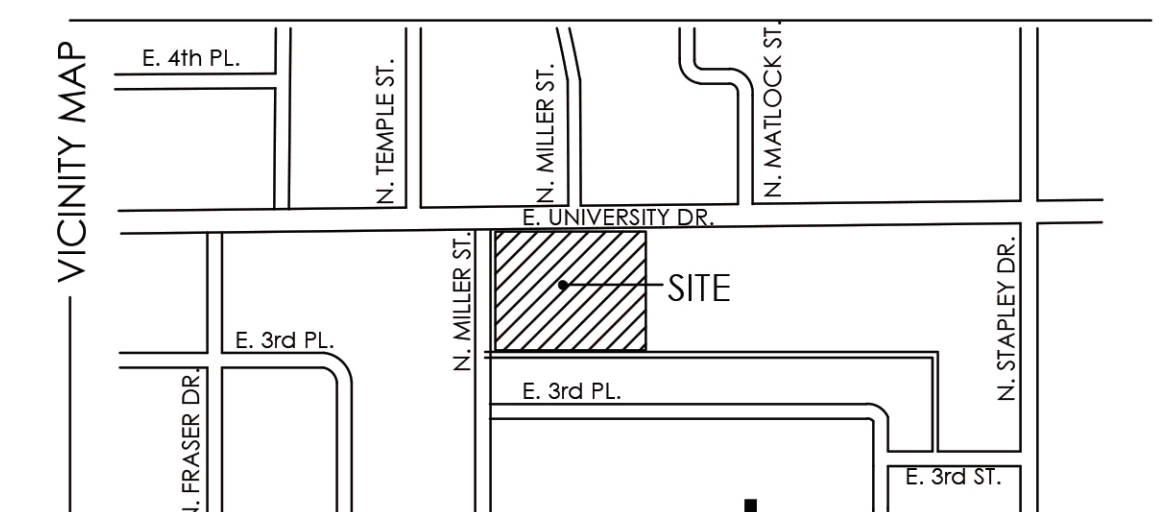 VICINITY MAP
E. 4th PL.
N. TEMPLE ST.
N. MILLER ST.
N. MATLOCK ST.
E. UNIVERSITY DR.
N. MILLER ST.
SITE
N. STAPLEY DR.
E. 3rd PL.
N. FRASER DR.
E. 3rd PL.
E. 3rd ST.